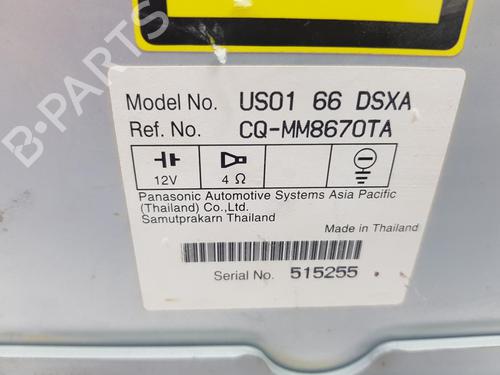 B-PARTS
Model No. US01 66 DSXA
Ref. No. CQ-MM8670TA
12V 4 Ω
Panasonic Automotive Systems Asia Pacific
(Thailand) Co.,Ltd.
Samutprakarn Thailand
Made in Thailand
Serial No. 515255